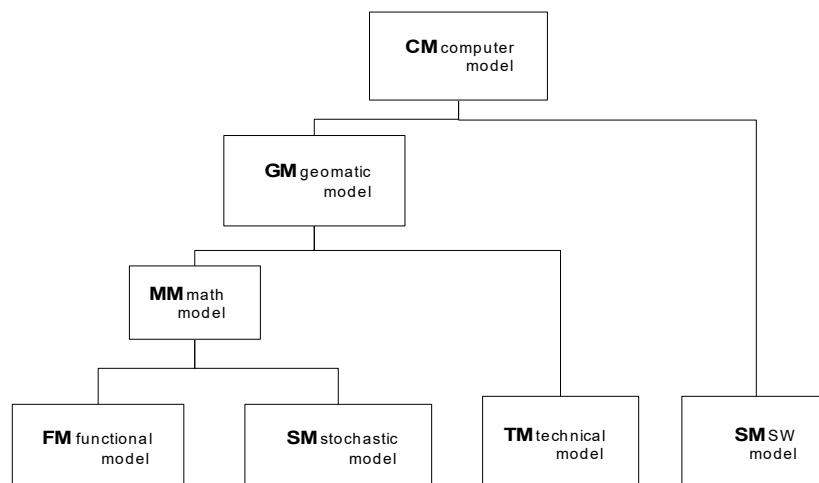 CM computer
model
GM geomatic
model
MM math
model
FM functional
model
SM stochastic
model
TM technical
model
SM SW
model